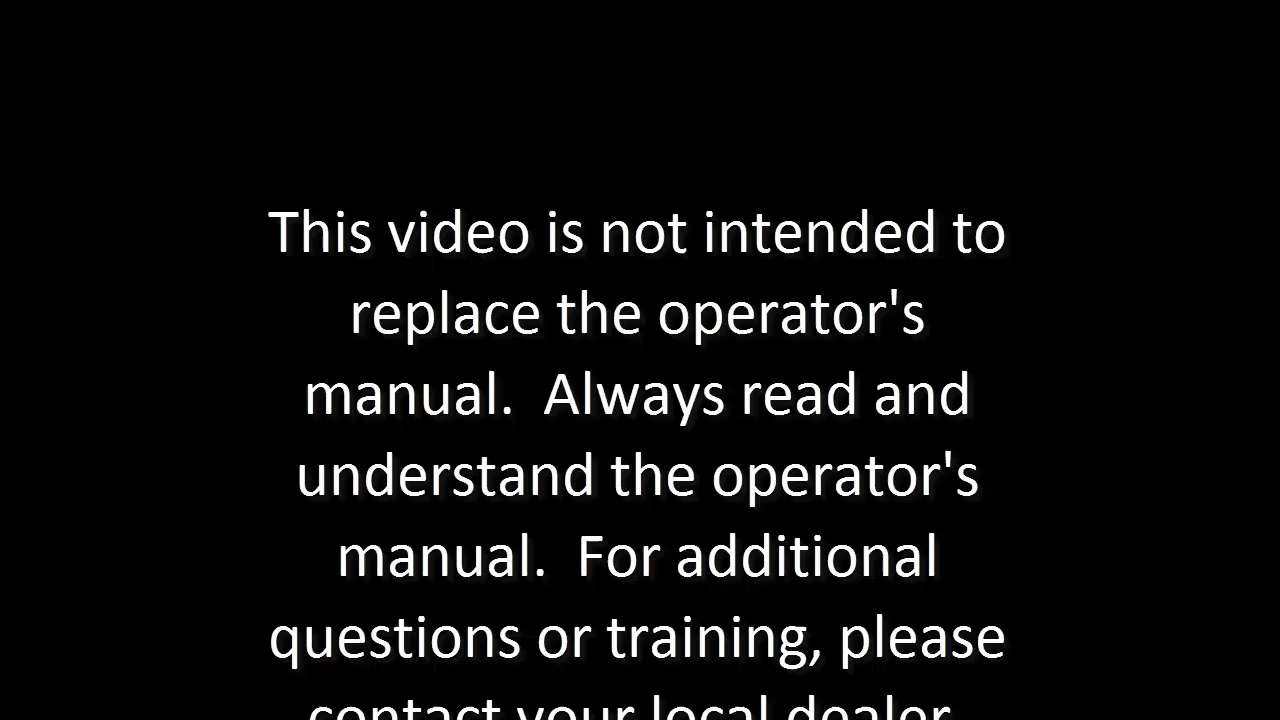 This video is not intended to
replace the operator's
manual.  Always read and
understand the operator's
manual.  For additional
questions or training, please
contact your local dealer.